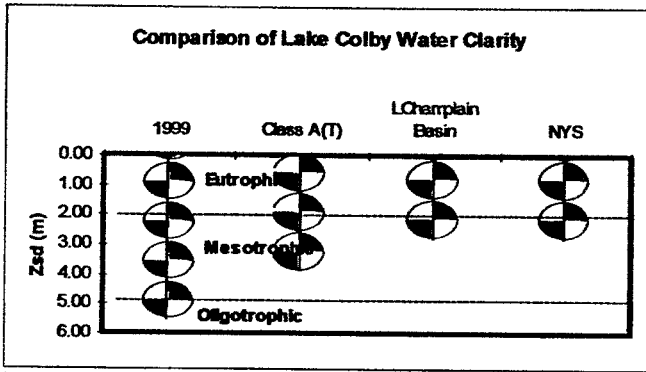 Comparison of Lake Colby Water Clarity
1999
Class A(T)
LChamplain
Basin
NYS
Zsd (m)
0.00
1.00
2.00
3.00
4.00
5.00
6.00
Eutrophic
Mesotrophic
Oligotrophic